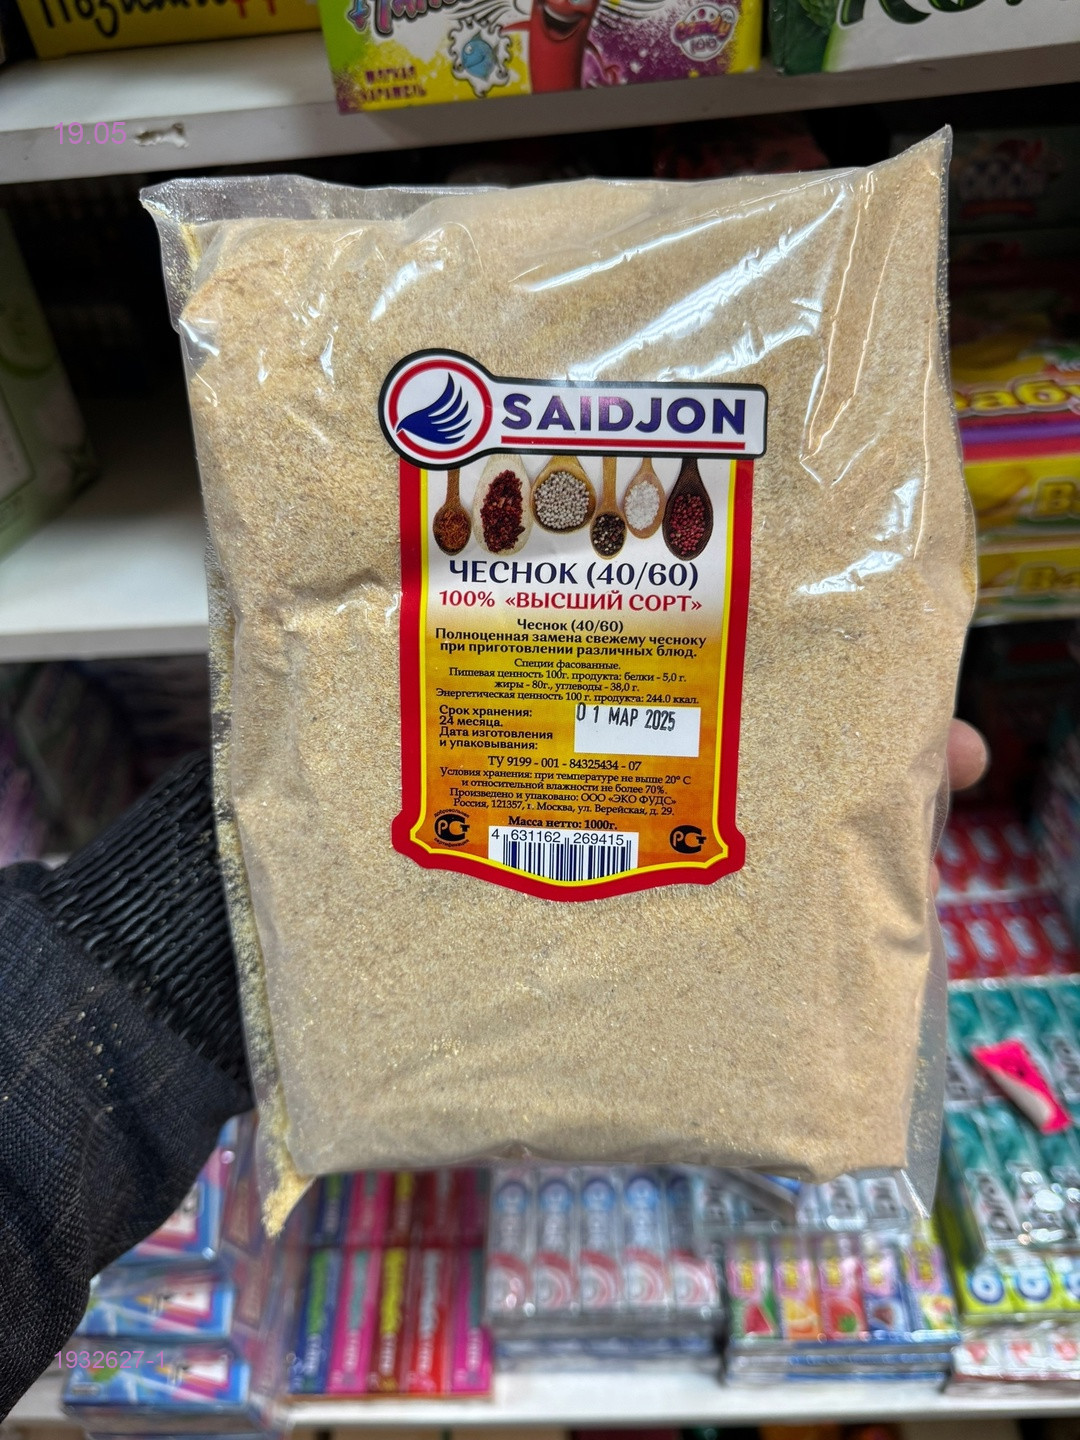 19.05
МЯГКАЯ
КАРАМЕЛЬ
SAIDJON
ЧЕСНОК (40/60)
100% «ВЫСШИЙ СОРТ»
Чеснок (40/60)
Полноценная замена свежему чесноку
при приготовлении различных блюд.
Специи фасованные.
Пишевая ценность 100г. продукта: белки - 5,0 г.
жиры - 80г., углеводы - 38,0 г.
Энергетическая ценность 100 г. продукта: 244.0 ккал.
Срок хранения:
24 месяца.
Дата изготовления
и упаковывания:
01 МАР 2025
ТУ 9199 - 001 - 84325434 - 07
Условия хранения: при температуре не выше 20° С
и относительной влажности не более 70%.
Произведено и упаковано: ООО «ЭКО ФУДС»
Россия, 121357, г. Москва, ул. Верейская, д. 29.
Масса нетто: 1000г.
4 631162 269415
1932627-1